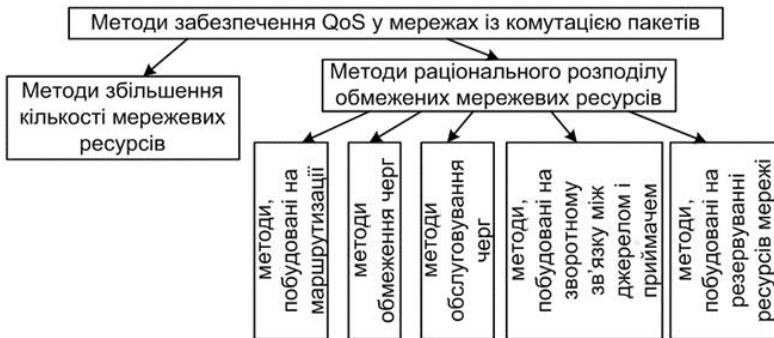 Методи забезпечення QoS у мережах із комутацією пакетів
Методи збільшення
кількості мережевих
ресурсів
Методи раціонального розподілу
обмежених мережевих ресурсів
методи,
побудовані на
маршрутизації
методи
обмеження черг
методи
обслуговування
черг
методи,
побудовані на
зворотному
зв’язку між
джерелом і
приймачем
методи,
побудовані на
резервуванні
ресурсів мережі